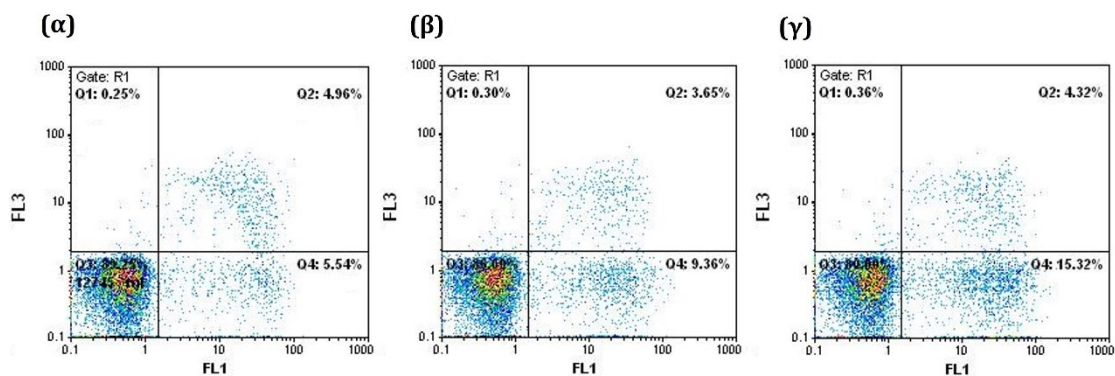 (α)
Gate: R1
Q1: 0.25%
Q2: 4.96%
Q3:
Q4: 5.54%
1000
100
10
1
0.1
FL3
0.1 1 10 100 1000
FL1
(β)
Gate: R1
Q1: 0.30%
Q2: 3.65%
Q3:
Q4: 9.36%
1000
100
10
1
0.1
FL3
0.1 1 10 100 1000
FL1
(γ)
Gate: R1
Q1: 0.36%
Q2: 4.32%
Q3:
Q4: 15.32%
1000
100
10
1
0.1
FL3
0.1 1 10 100 1000
FL1